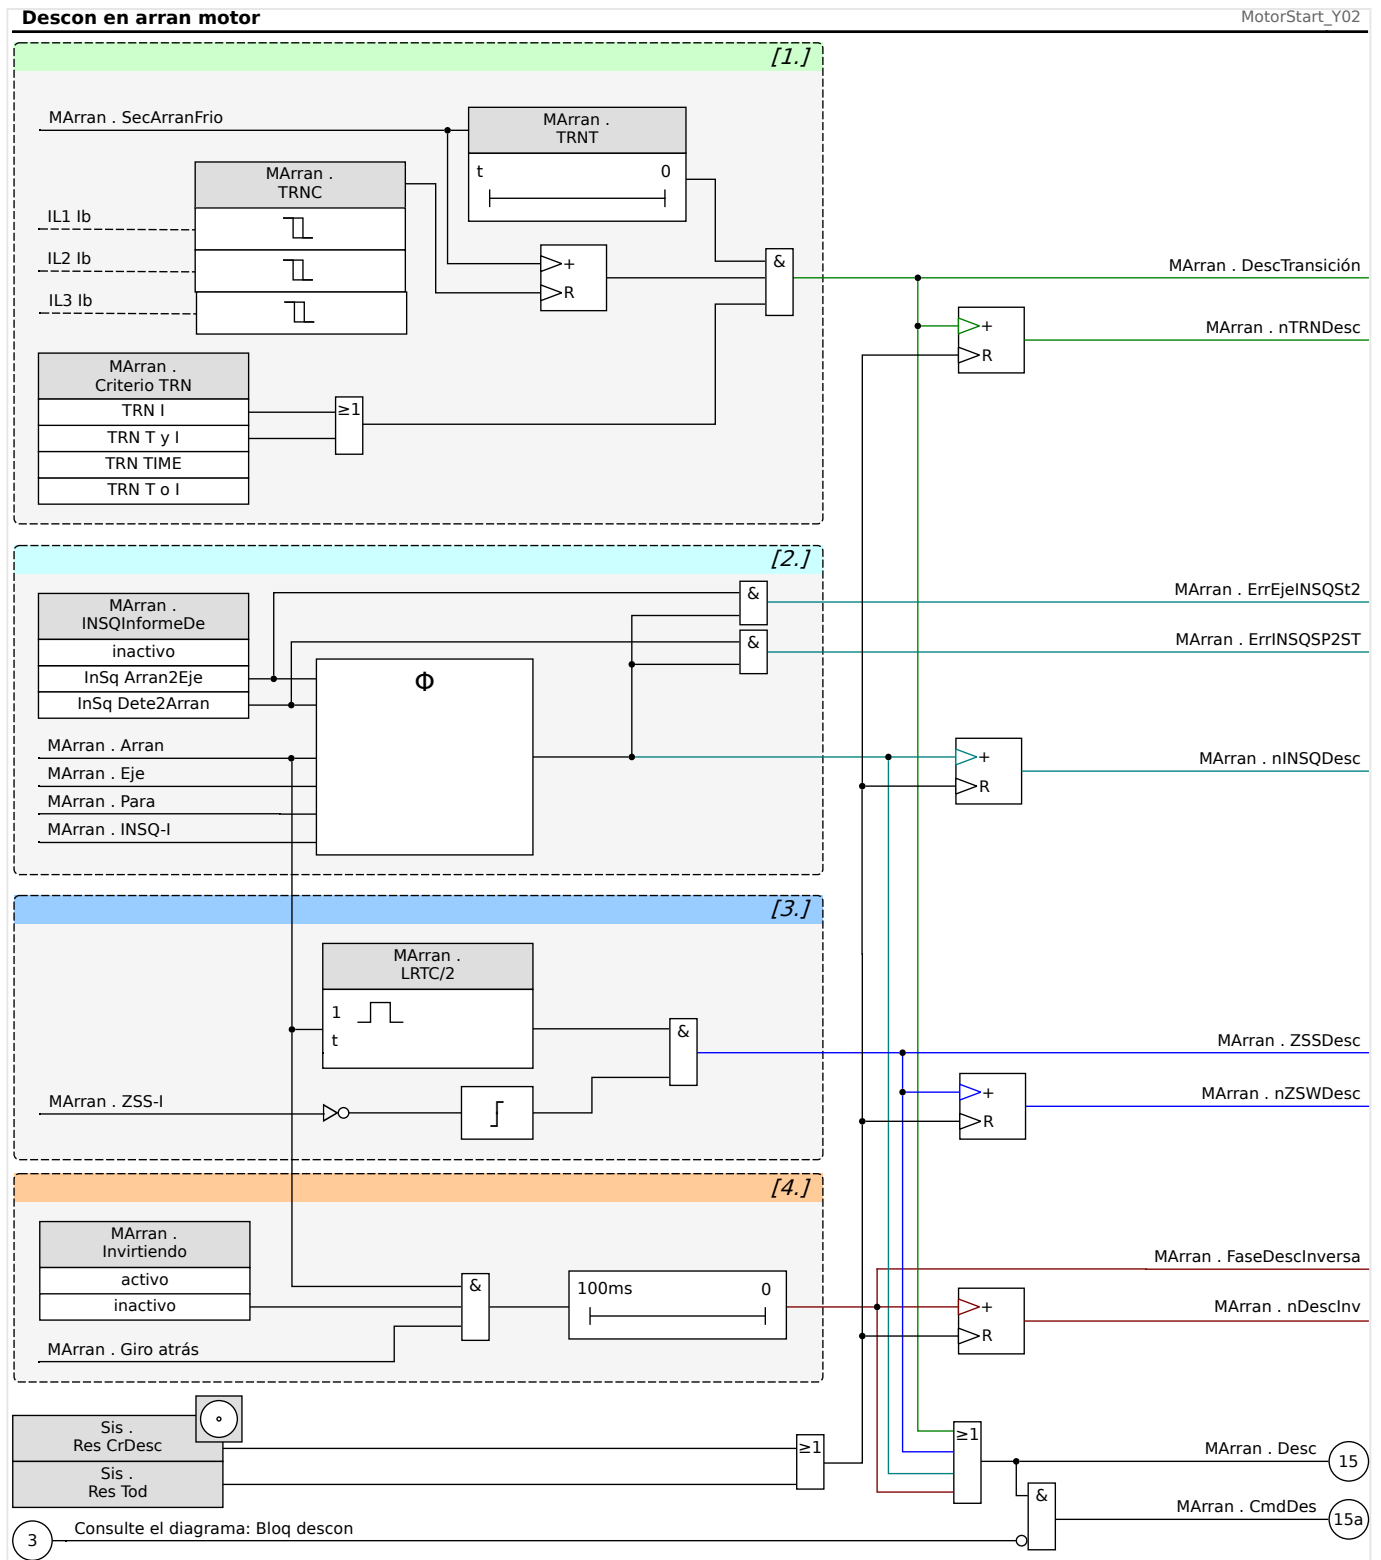 Descon en arran motor
MotorStart_Y02
[1.]
MArran . SecArranFrio
MArran .
TRNT
t
0
MArran .
TRNC
IL1 Ib
IL2 Ib
IL3 Ib
+
R
&
MArran . DescTransición
+
R
MArran . nTRNDesc
MArran .
Criterio TRN
TRN I
TRN T y I
TRN TIME
TRN T o I
≥1
[2.]
MArran .
INSQInformeDe
inactivo
InSq Arran2Eje
InSq Dete2Arran
Φ
&
MArran . ErrEjeINSQSt2
&
MArran . ErrINSQSP2ST
MArran . Arran
MArran . Eje
MArran . Para
MArran . INSQ-I
+
R
MArran . nINSQDesc
[3.]
MArran .
LRTC/2
1
t
&
MArran . ZSS-I
MArran . ZSSDesc
+
R
MArran . nZSWDesc
[4.]
MArran .
Invirtiendo
activo
inactivo
MArran . Giro atrás
&
100ms
0
MArran . FaseDescInversa
+
R
MArran . nDescInv
Sis .
Res CrDesc
Sis .
Res Tod
≥1
≥1
MArran . Desc
15
&
MArran . CmdDes
15a
3
Consulte el diagrama: Bloq descon